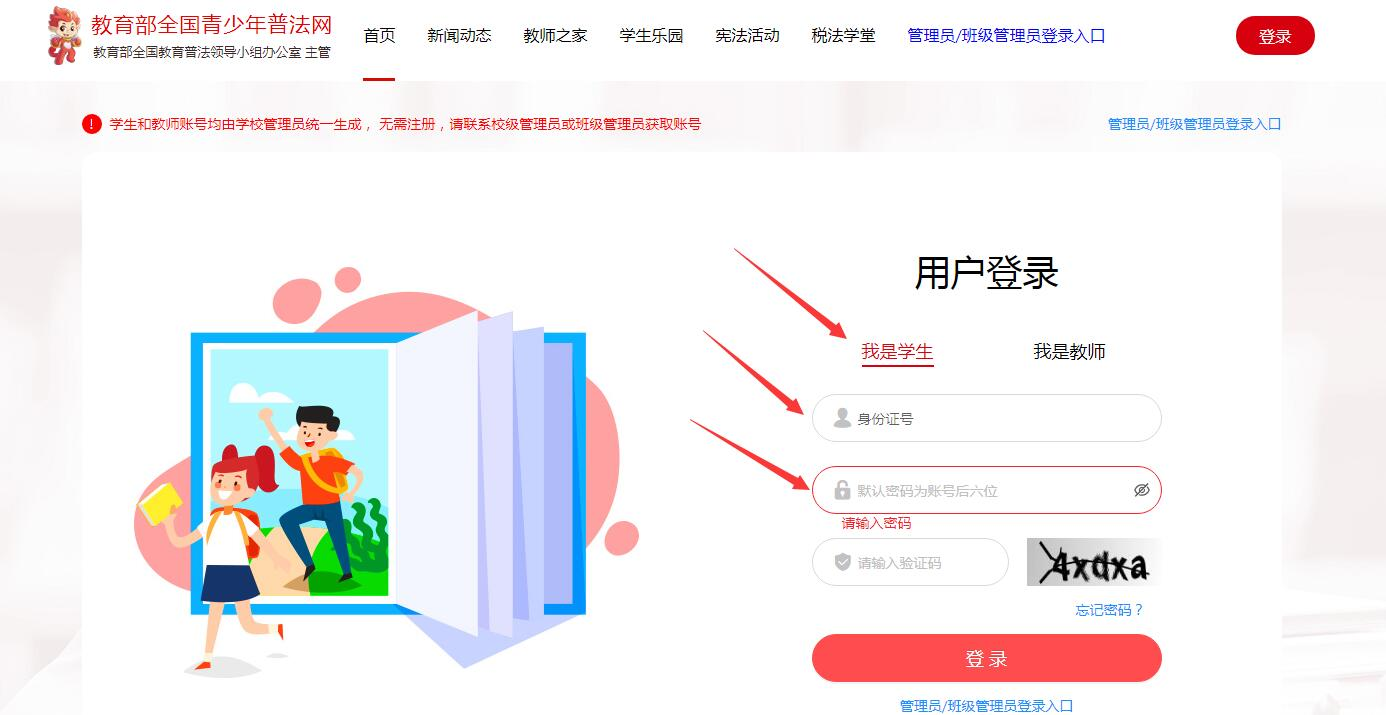 教育部全国青少年普法网
教育部全国教育普法领导小组办公室 主管
首页 新闻动态 教师之家 学生乐园 宪法活动 税法学堂 管理员/班级管理员登录入口 登录
学生和教师账号均由学校管理员统一生成，无需注册，请联系校级管理员或班级管理员获取账号 管理员/班级管理员登录入口
用户登录
我是学生 我是教师
身份证号
默认密码为账号后六位
请输入密码
请输入验证码 4xdxa
忘记密码？
登 录
管理员/班级管理员登录入口